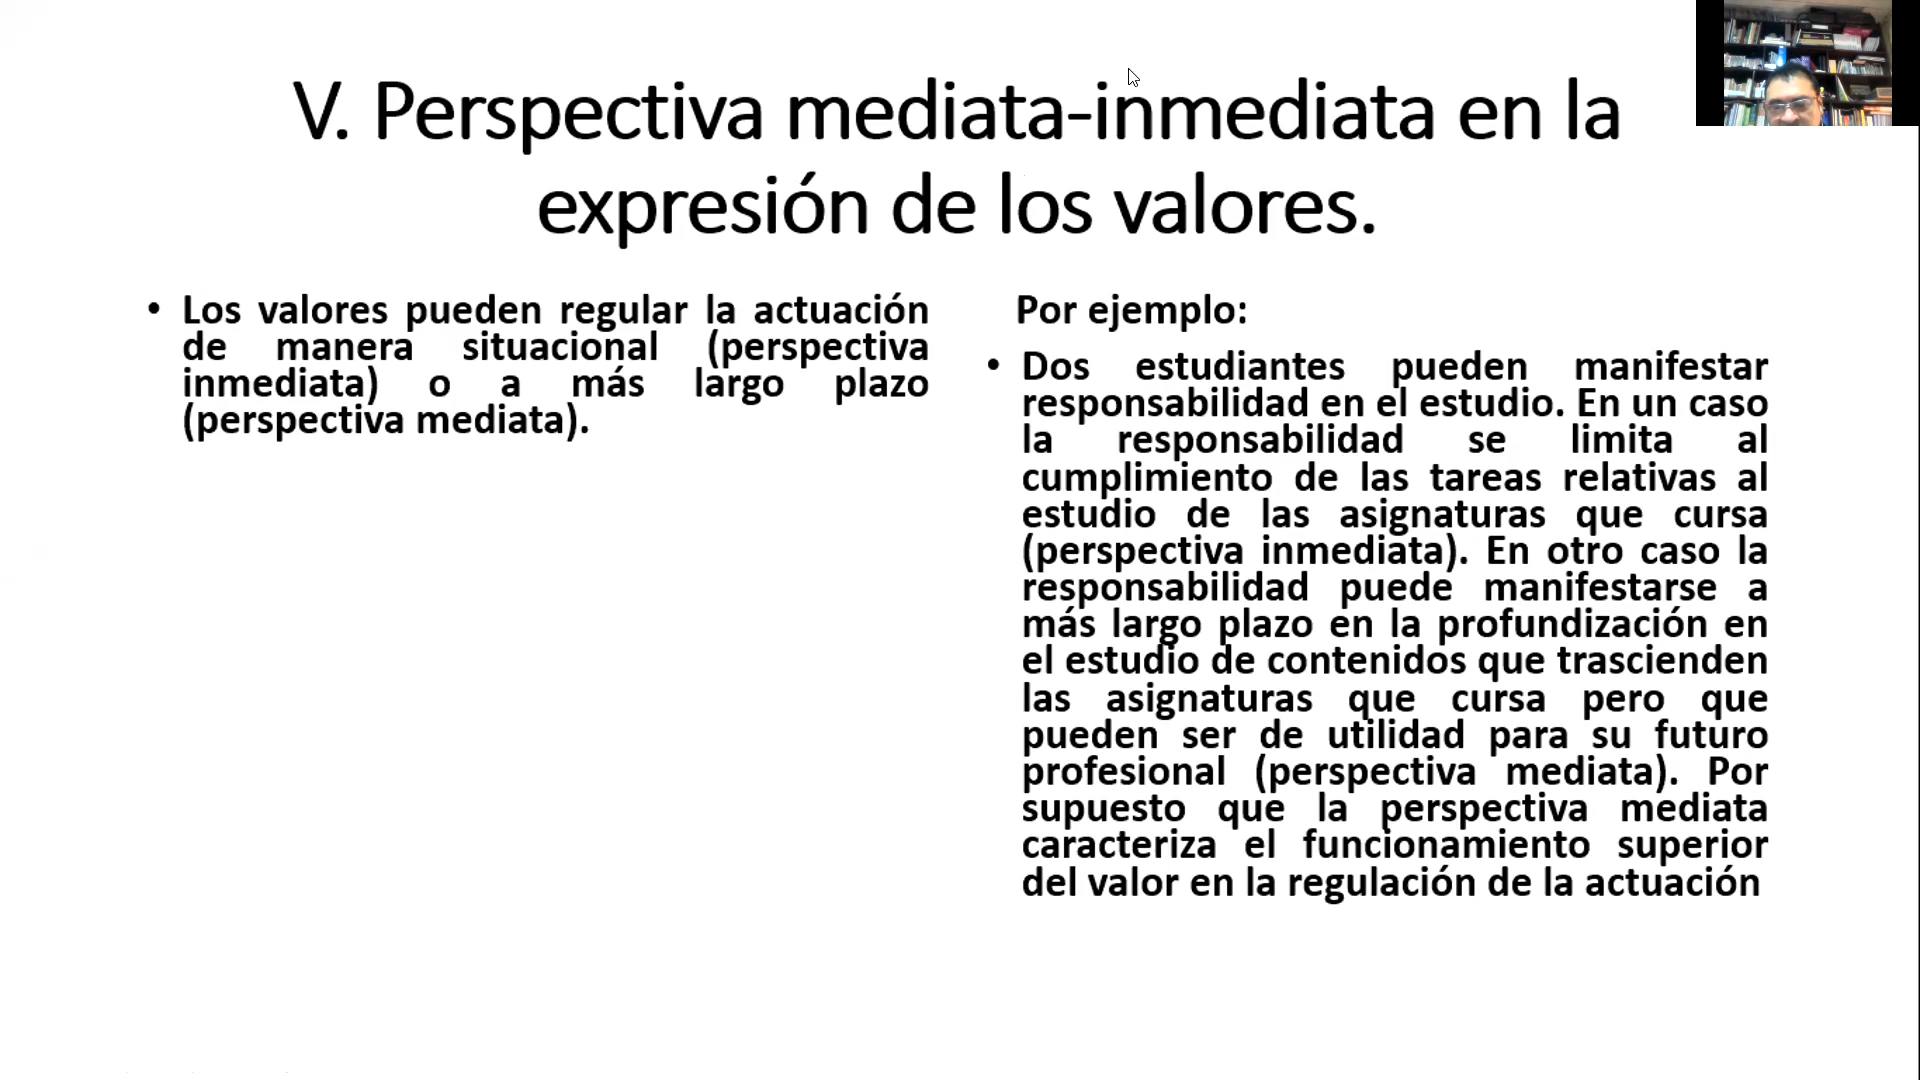 V. Perspectiva mediata-inmediata en la
expresión de los valores.
• Los valores pueden regular la actuación
de manera situacional (perspectiva
inmediata) o a más largo plazo
(perspectiva mediata).
Por ejemplo:
• Dos estudiantes pueden manifestar
responsabilidad en el estudio. En un caso
la responsabilidad se limita al
cumplimiento de las tareas relativas al
estudio de las asignaturas que cursa
(perspectiva inmediata). En otro caso la
responsabilidad puede manifestarse a
más largo plazo en la profundización en
el estudio de contenidos que trascienden
las asignaturas que cursa pero que
pueden ser de utilidad para su futuro
profesional (perspectiva mediata). Por
supuesto que la perspectiva mediata
caracteriza el funcionamiento superior
del valor en la regulación de la actuación